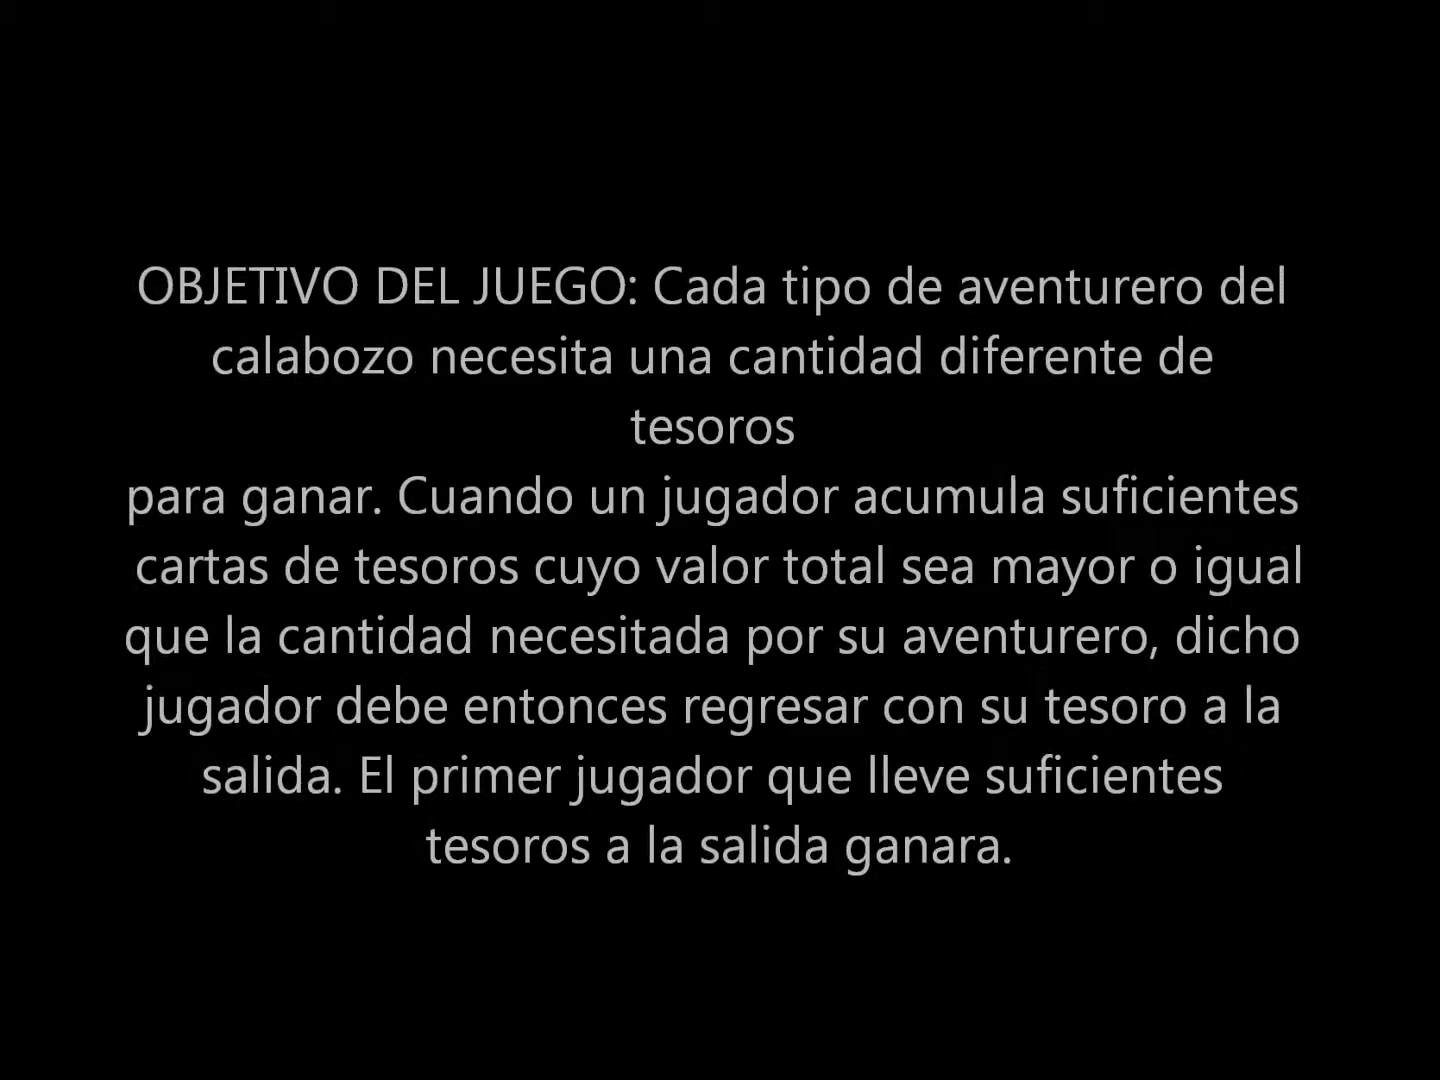 OBJETIVO DEL JUEGO: Cada tipo de aventurero del
calabozo necesita una cantidad diferente de
tesoros
para ganar. Cuando un jugador acumula suficientes
cartas de tesoros cuyo valor total sea mayor o igual
que la cantidad necesitada por su aventurero, dicho
jugador debe entonces regresar con su tesoro a la
salida. El primer jugador que lleve suficientes
tesoros a la salida ganara.